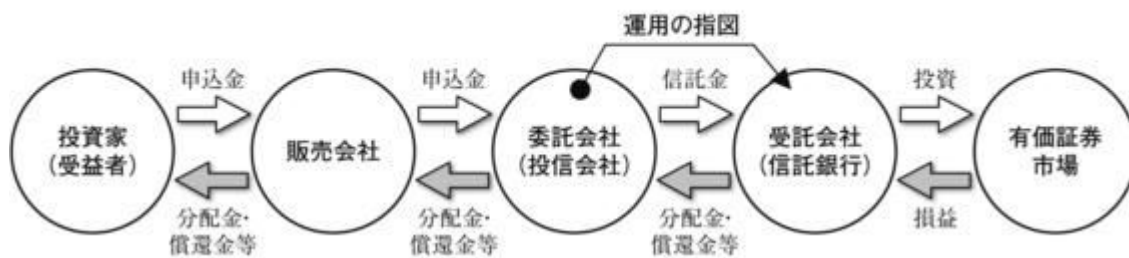 運用の指図
申込金
申込金
信託金
投資
投資家
(受益者)
販売会社
委託会社
(投信会社)
受託会社
(信託銀行)
有価証券
市場
分配金・
償還金等
分配金・
償還金等
分配金・
償還金等
損益